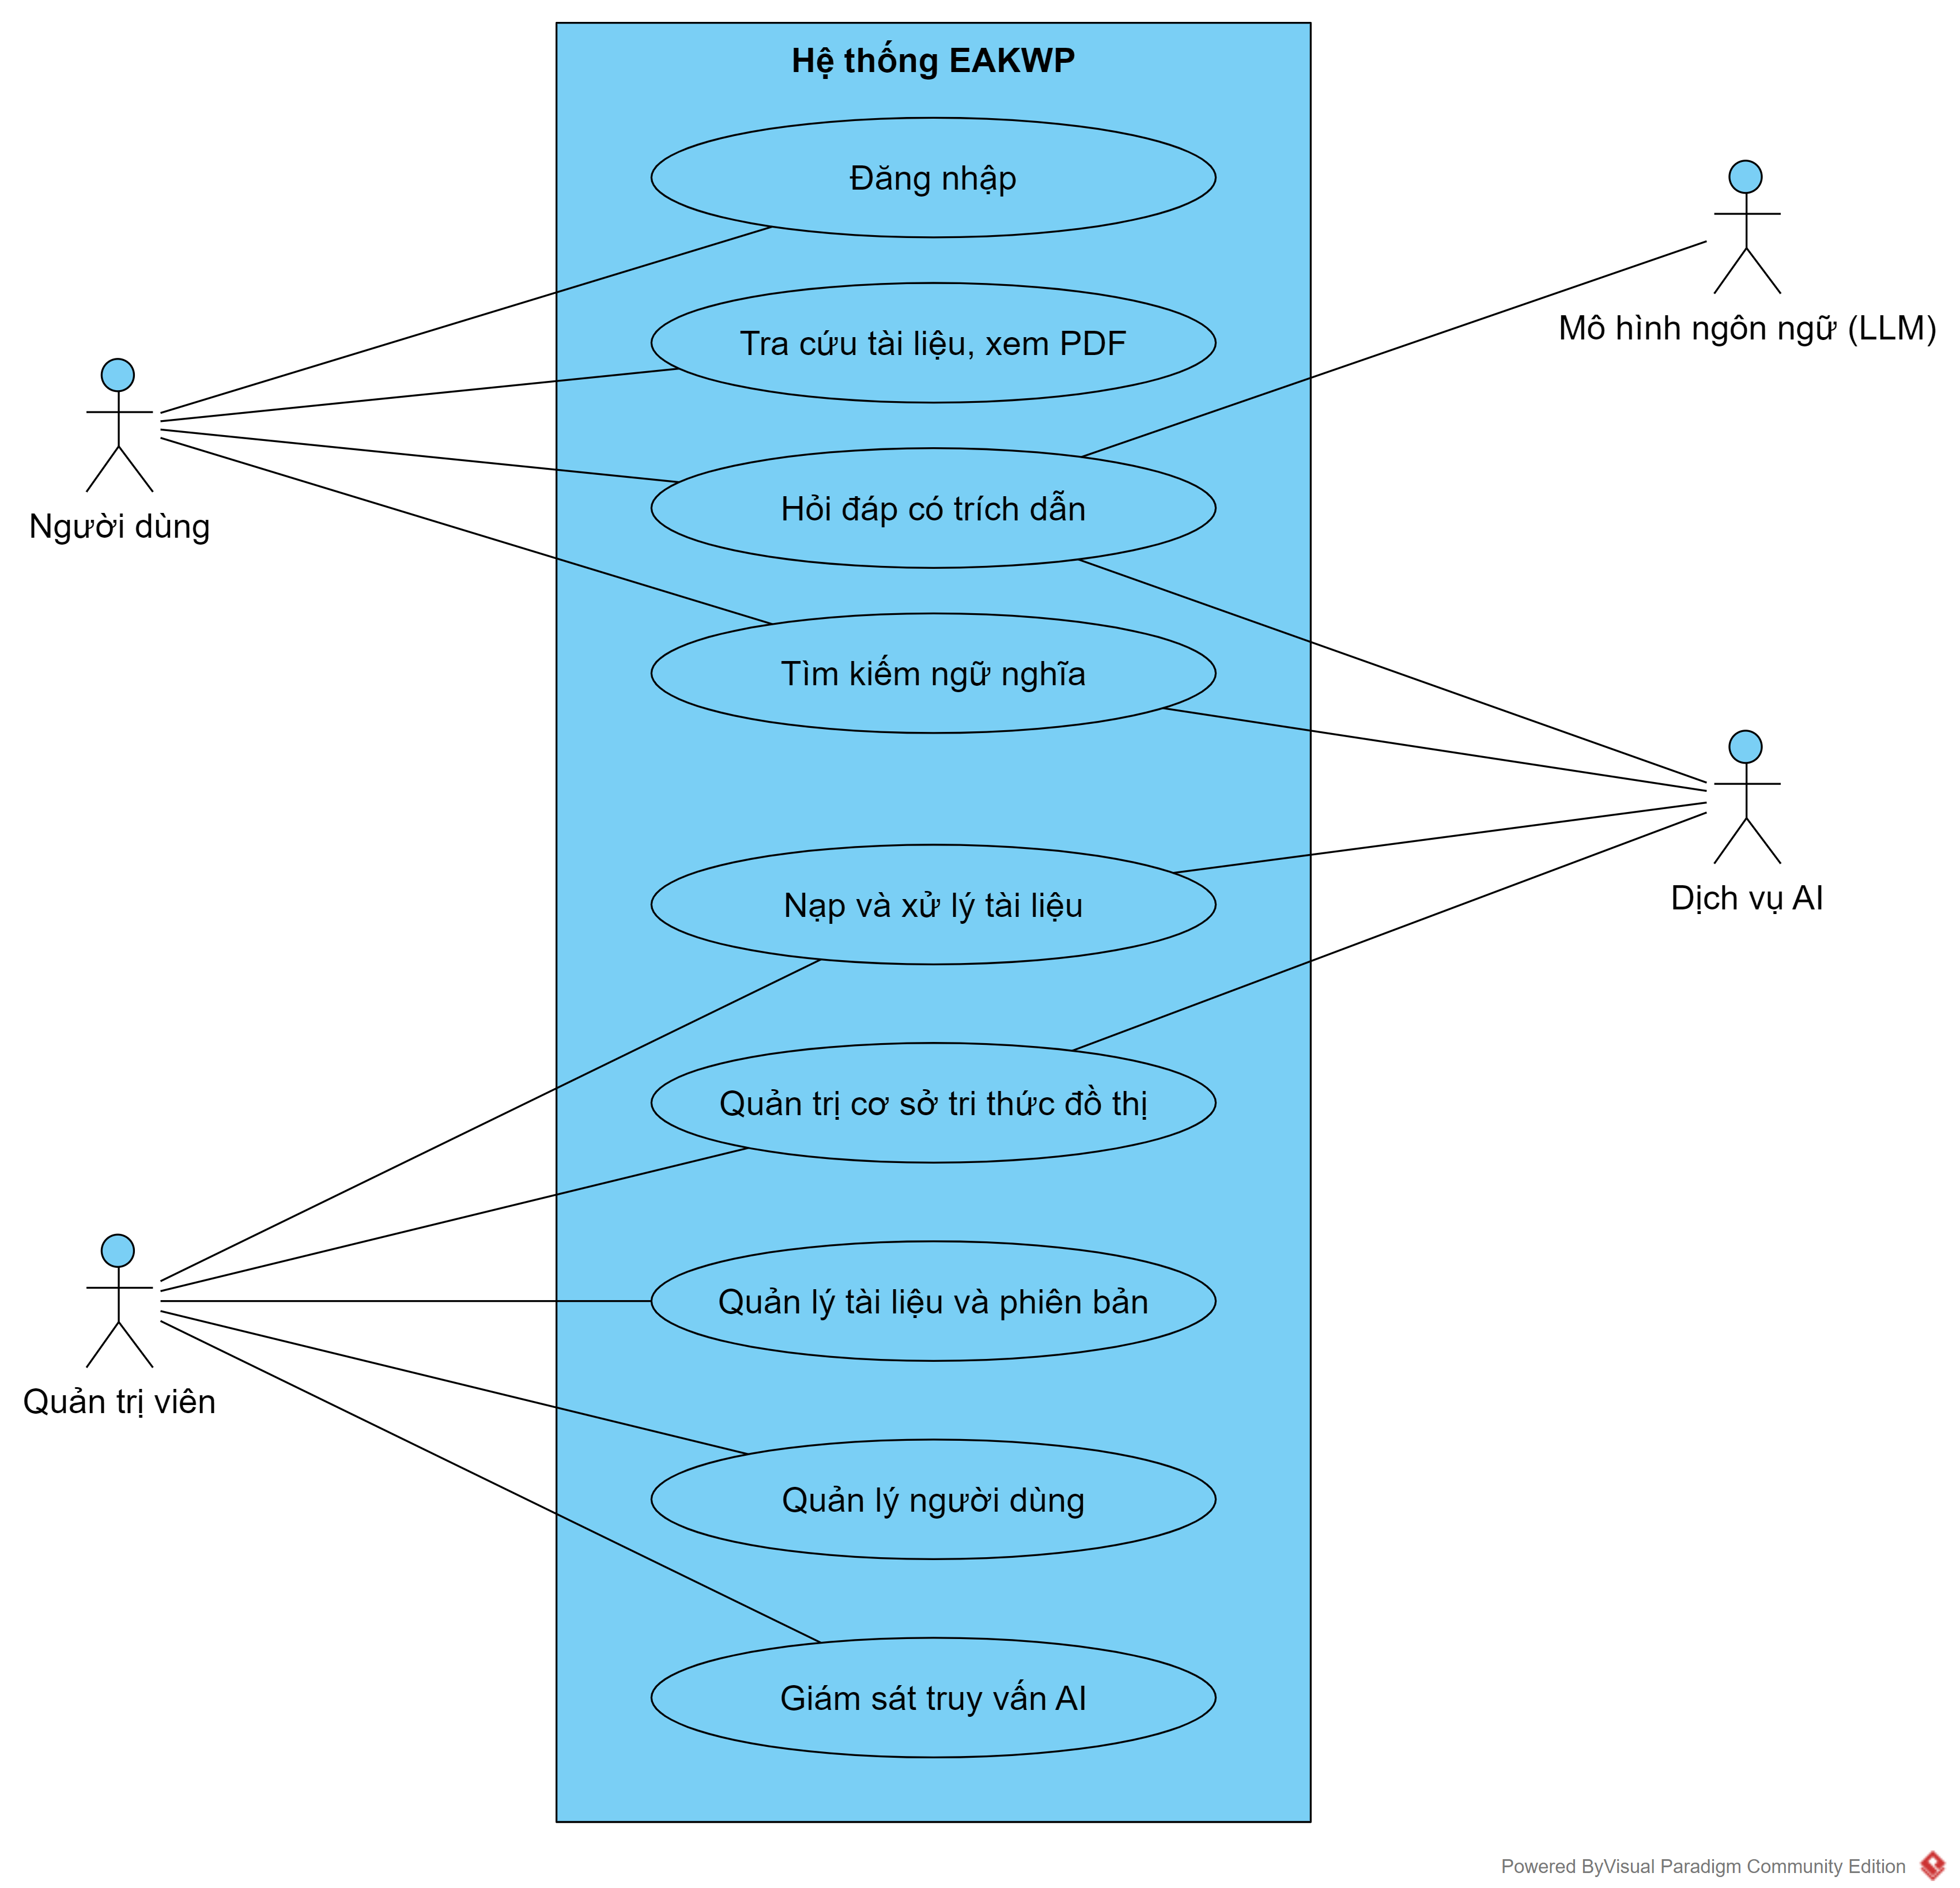 Hệ thống EAKWP
Đăng nhập
Tra cứu tài liệu, xem PDF
Mô hình ngôn ngữ (LLM)
Hỏi đáp có trích dẫn
Người dùng
Tìm kiếm ngữ nghĩa
Nạp và xử lý tài liệu
Dịch vụ AI
Quản trị cơ sở tri thức đồ thị
Quản lý tài liệu và phiên bản
Quản trị viên
Quản lý người dùng
Giám sát truy vấn AI
Powered ByVisual Paradigm Community Edition